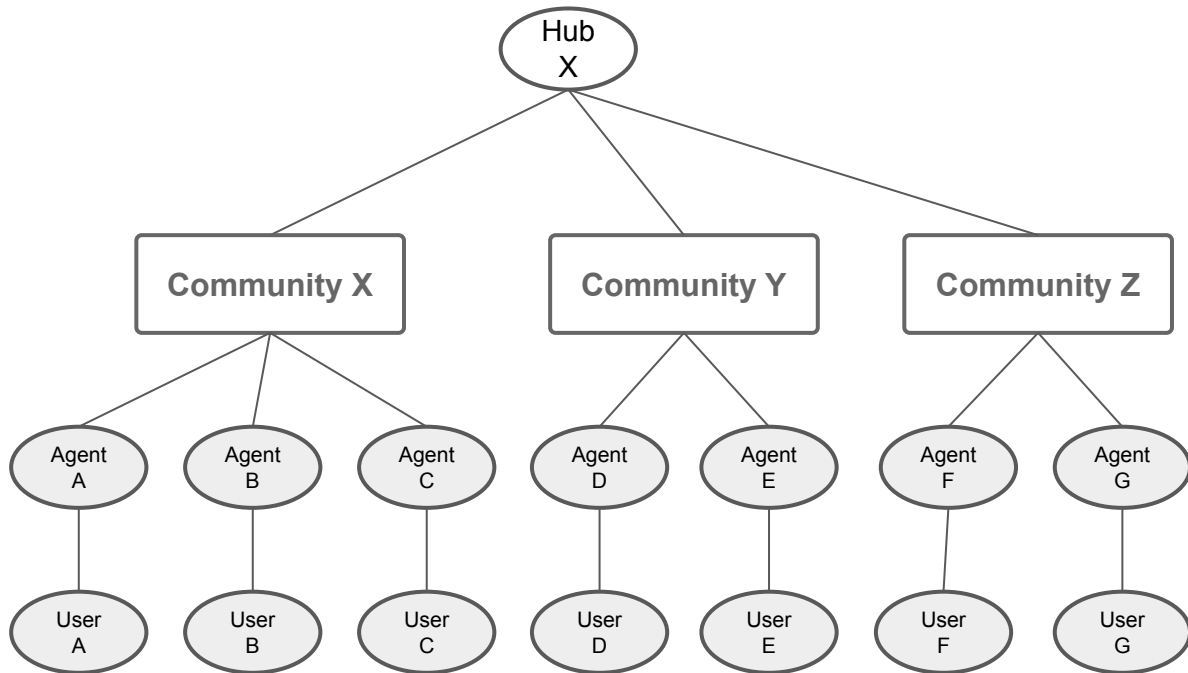 Hub
X
Community X
Community Y
Community Z
Agent
A
Agent
B
Agent
C
Agent
D
Agent
E
Agent
F
Agent
G
User
A
User
B
User
C
User
D
User
E
User
F
User
G